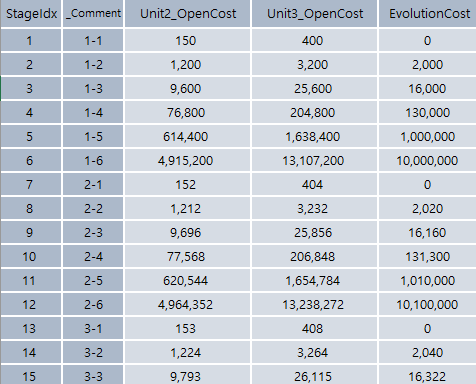 StageIdx _Comment Unit2_OpenCost Unit3_OpenCost EvolutionCost
1 1-1 150 400 0
2 1-2 1,200 3,200 2,000
3 1-3 9,600 25,600 16,000
4 1-4 76,800 204,800 130,000
5 1-5 614,400 1,638,400 1,000,000
6 1-6 4,915,200 13,107,200 10,000,000
7 2-1 152 404 0
8 2-2 1,212 3,232 2,020
9 2-3 9,696 25,856 16,160
10 2-4 77,568 206,848 131,300
11 2-5 620,544 1,654,784 1,010,000
12 2-6 4,964,352 13,238,272 10,100,000
13 3-1 153 408 0
14 3-2 1,224 3,264 2,040
15 3-3 9,793 26,115 16,322